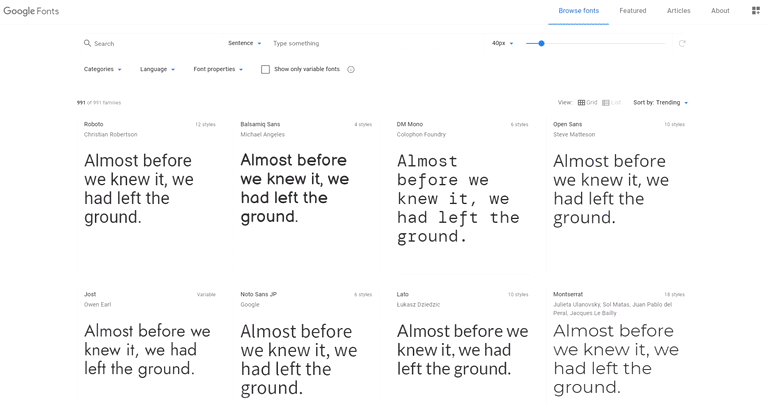 Google Fonts
Browse fonts Featured Articles About
Search Sentence Type something 40px
Categories Language Font properties Show only variable fonts
991 of 991 families View: Grid List Sort by: Trending
Roboto 12 styles
Christian Robertson
Almost before
we knew it, we
had left the
ground.
Balsamiq Sans 4 styles
Michael Angeles
Almost before
we knew it, we
had left the
ground.
DM Mono 6 styles
Colophon Foundry
Almost
before we
knew it, we
had left the
ground.
Open Sans 10 styles
Steve Matteson
Almost before
we knew it, we
had left the
ground.
Jost Variable
Owen Earl
Almost before we
knew it, we had
left the ground.
Noto Sans JP 6 styles
Google
Almost before
we knew it, we
had left the
ground.
Lato 10 styles
Łukasz Dziedzic
Almost before we
knew it, we had
left the ground.
Montserrat 18 styles
Julieta Ulanovsky, Sol Matas, Juan Pablo del
Peral, Jacques Le Bailly
Almost before
we knew it, we
had left the
ground.